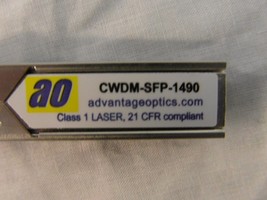 ao
CWDM-SFP-1490
advantageoptics.com
Class 1 LASER, 21 CFR compliant